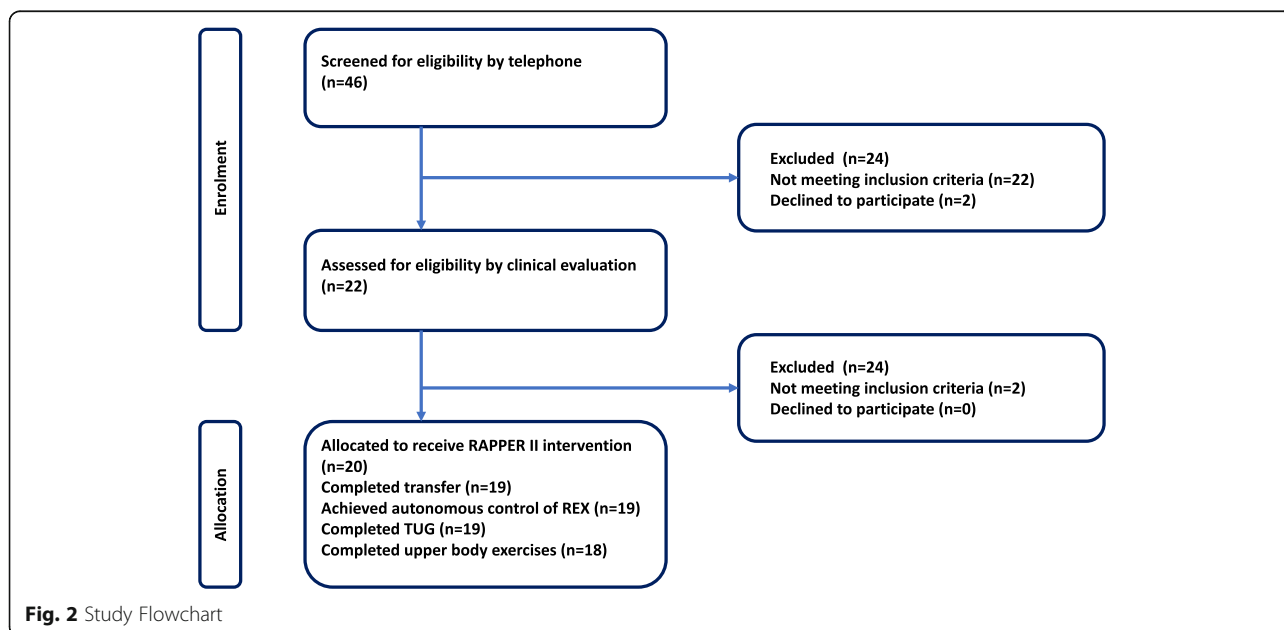 Enrolment
Screened for eligibility by telephone
(n=46)
Excluded (n=24)
Not meeting inclusion criteria (n=22)
Declined to participate (n=2)
Assessed for eligibility by clinical evaluation
(n=22)
Excluded (n=24)
Not meeting inclusion criteria (n=2)
Declined to participate (n=0)
Allocation
Allocated to receive RAPPER II intervention
(n=20)
Completed transfer (n=19)
Achieved autonomous control of REX (n=19)
Completed TUG (n=19)
Completed upper body exercises (n=18)
Fig. 2 Study Flowchart